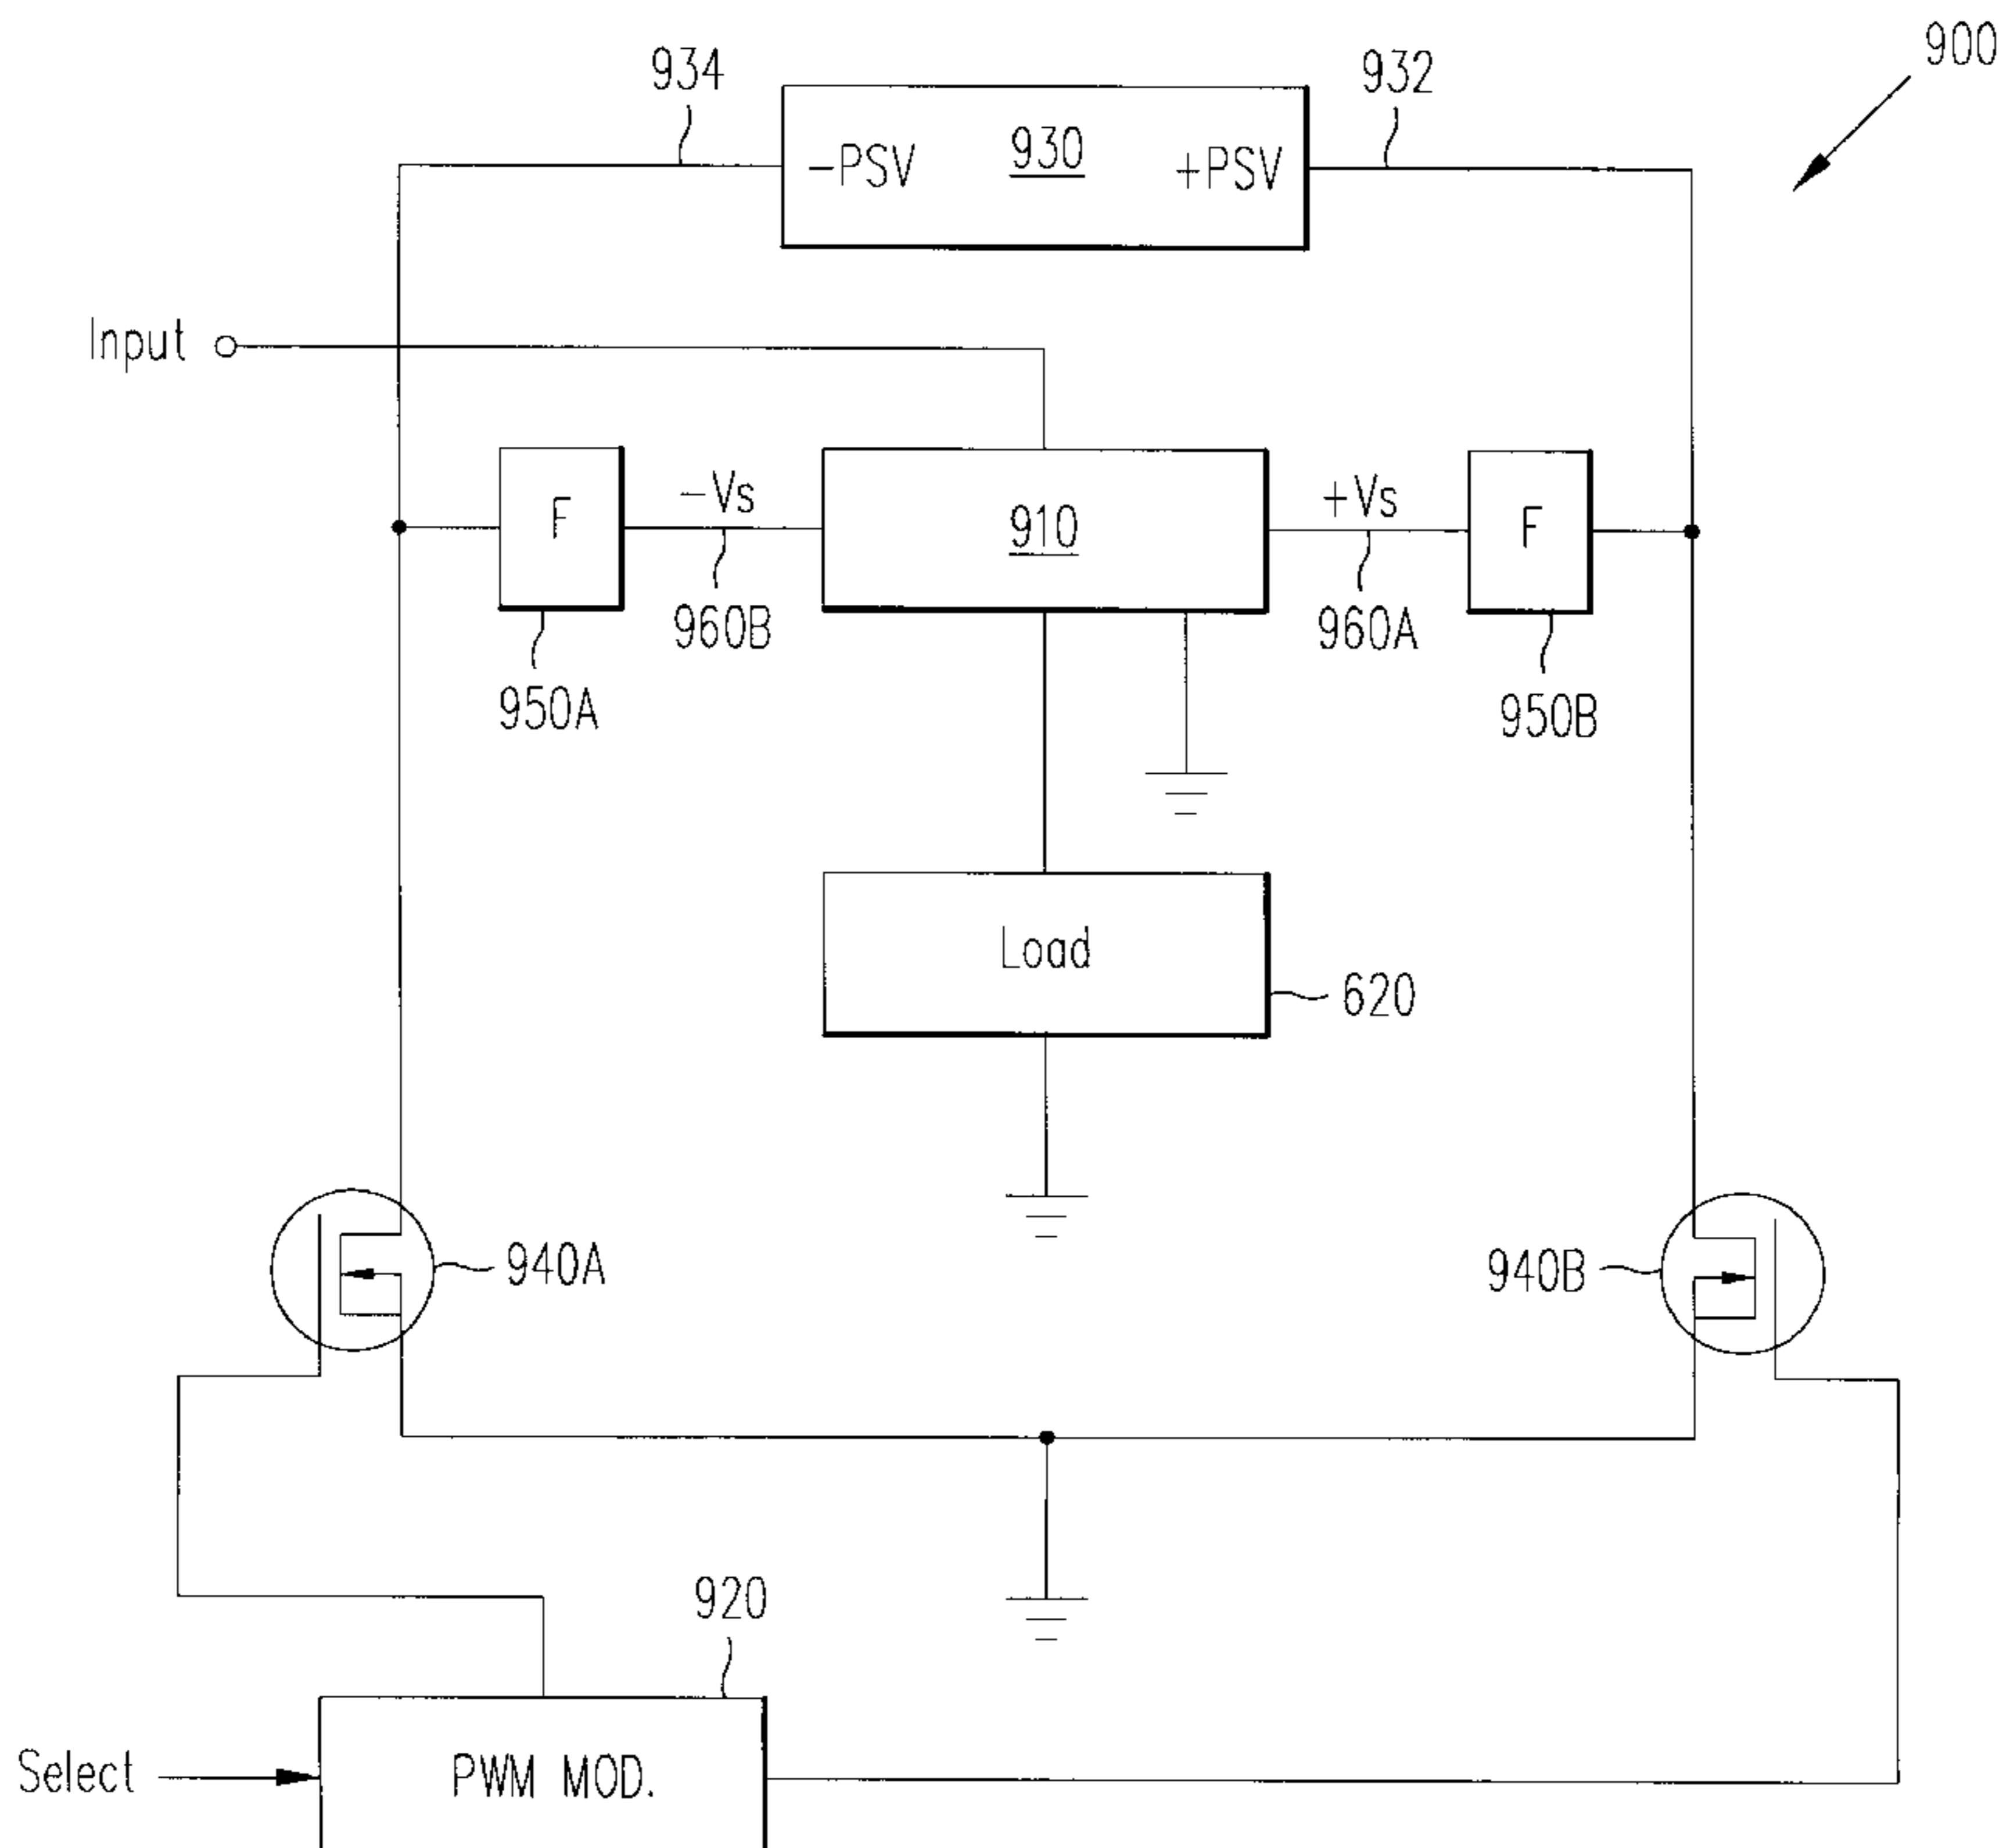 900
934
932
-PSV 930 +PSV
Input
F
-Vs
910
+Vs
F
960B
960A
950A
950B
Load
620
940A
940B
920
Select
PWM MOD.